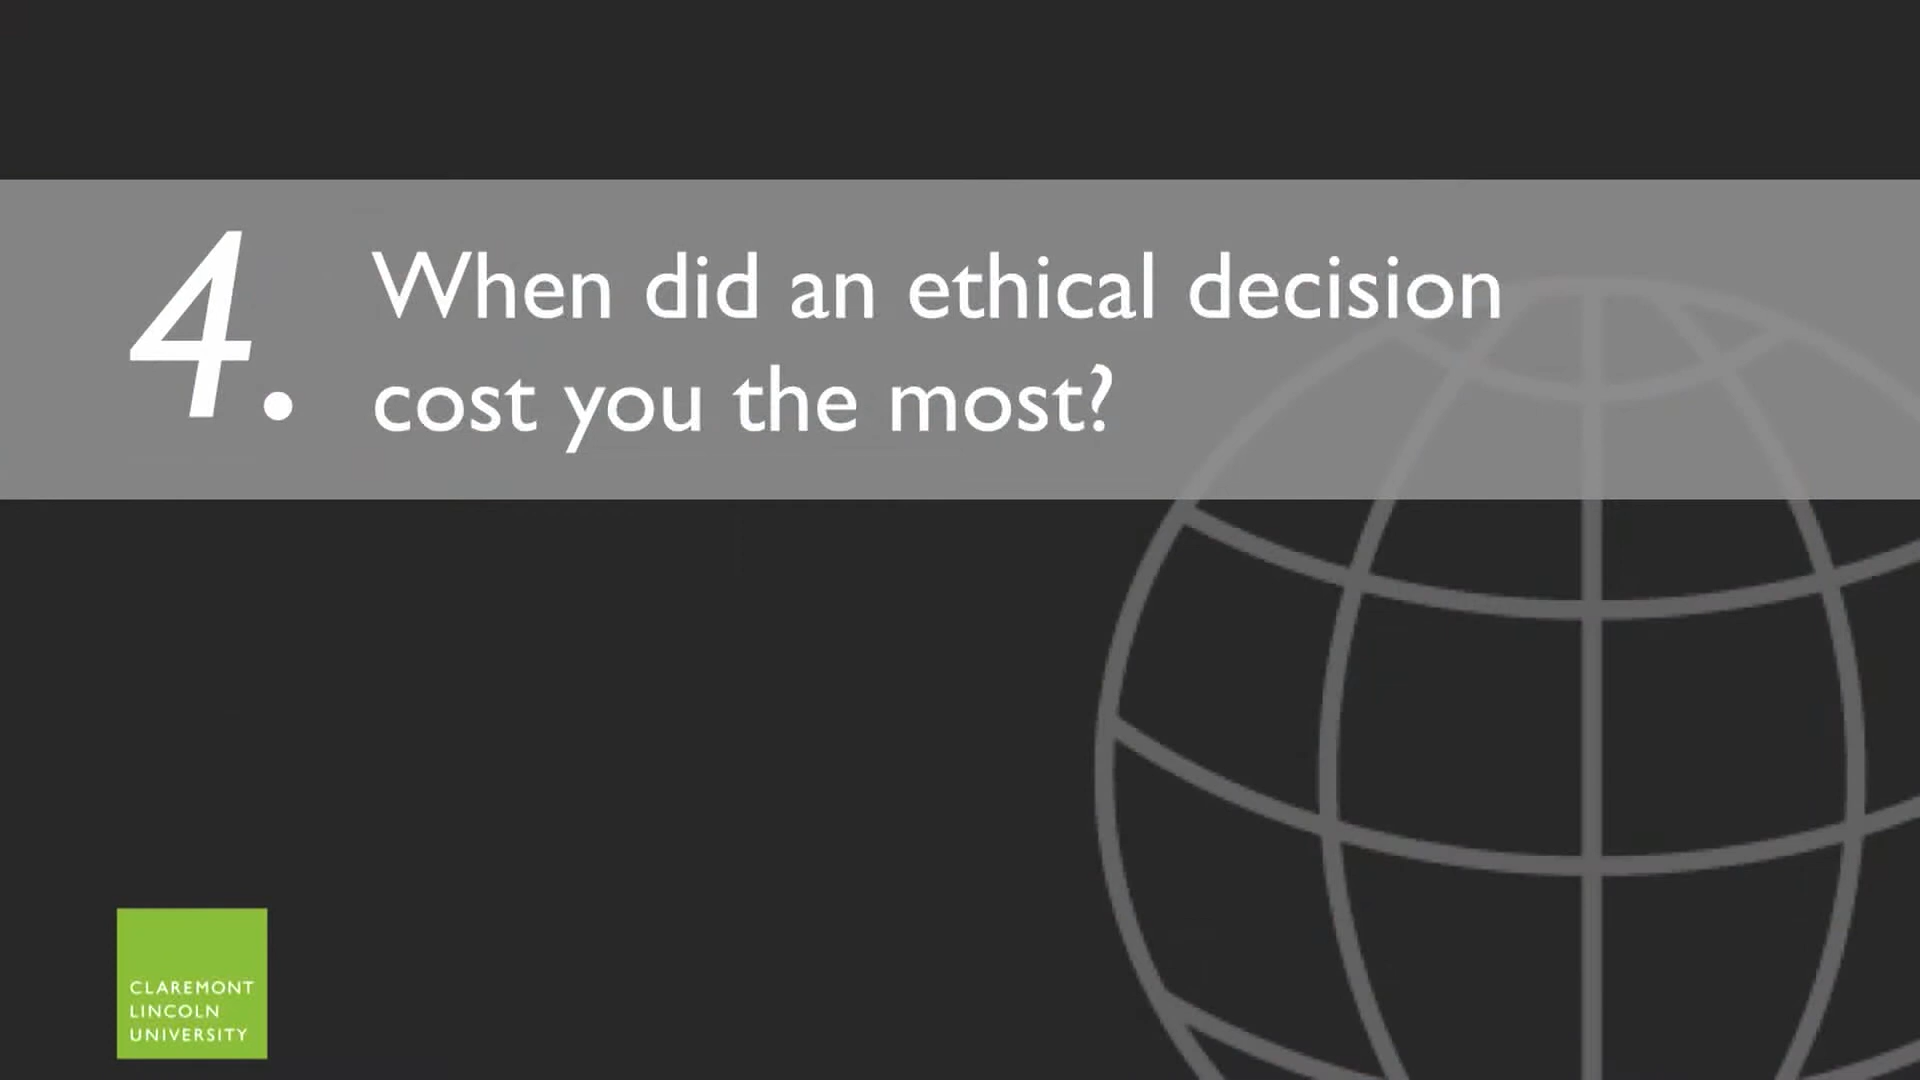 4. When did an ethical decision
cost you the most?
CLAREMONT
LINCOLN
UNIVERSITY